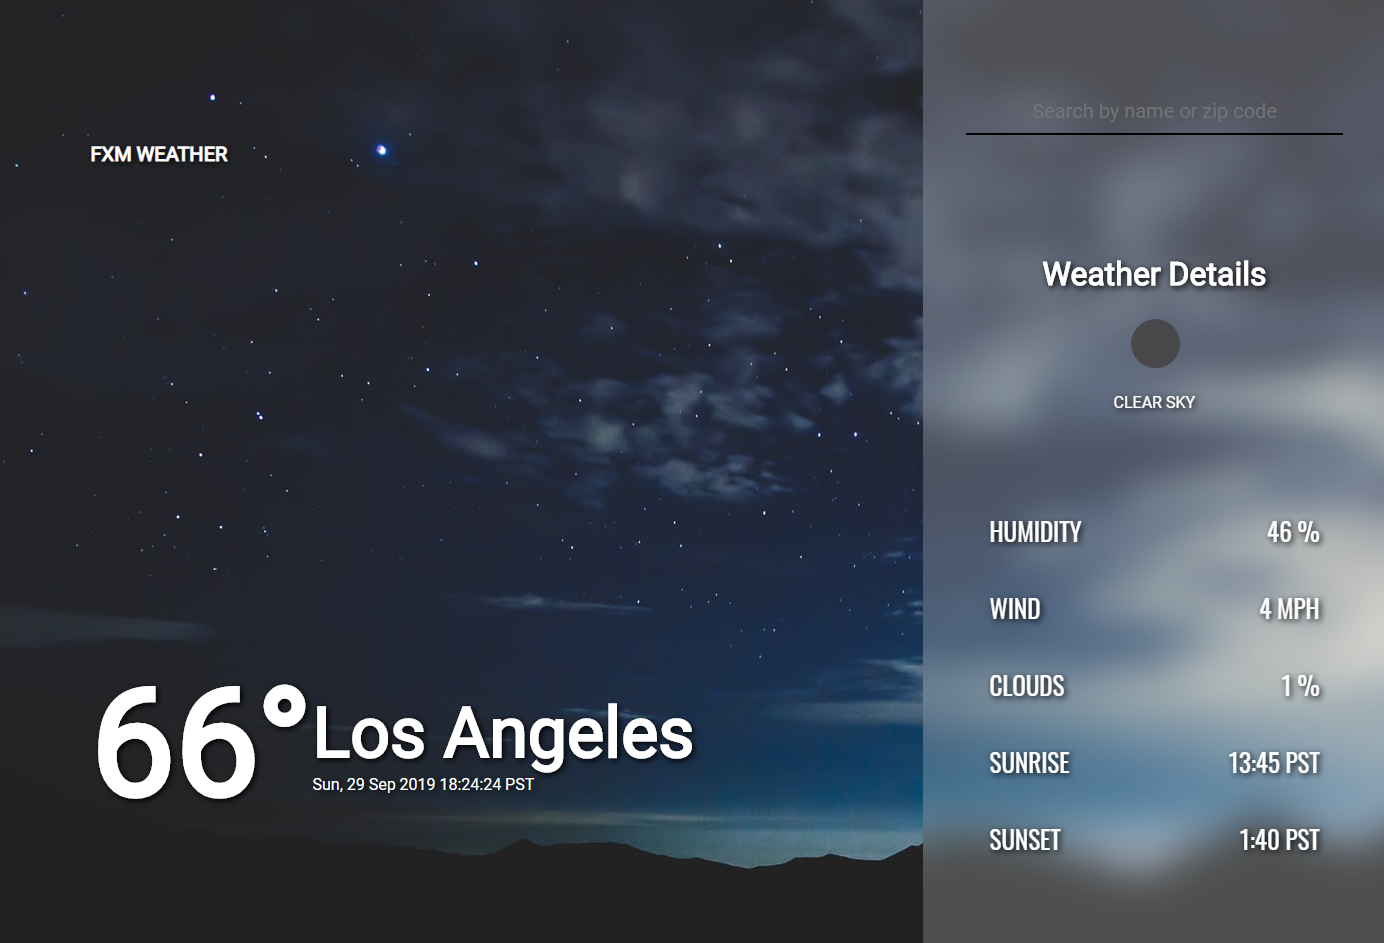 FXM WEATHER
66° Los Angeles
Sun, 29 Sep 2019 18:24:24 PST
Search by name or zip code
Weather Details
CLEAR SKY
HUMIDITY 46 %
WIND 4 MPH
CLOUDS 1 %
SUNRISE 13:45 PST
SUNSET 1:40 PST